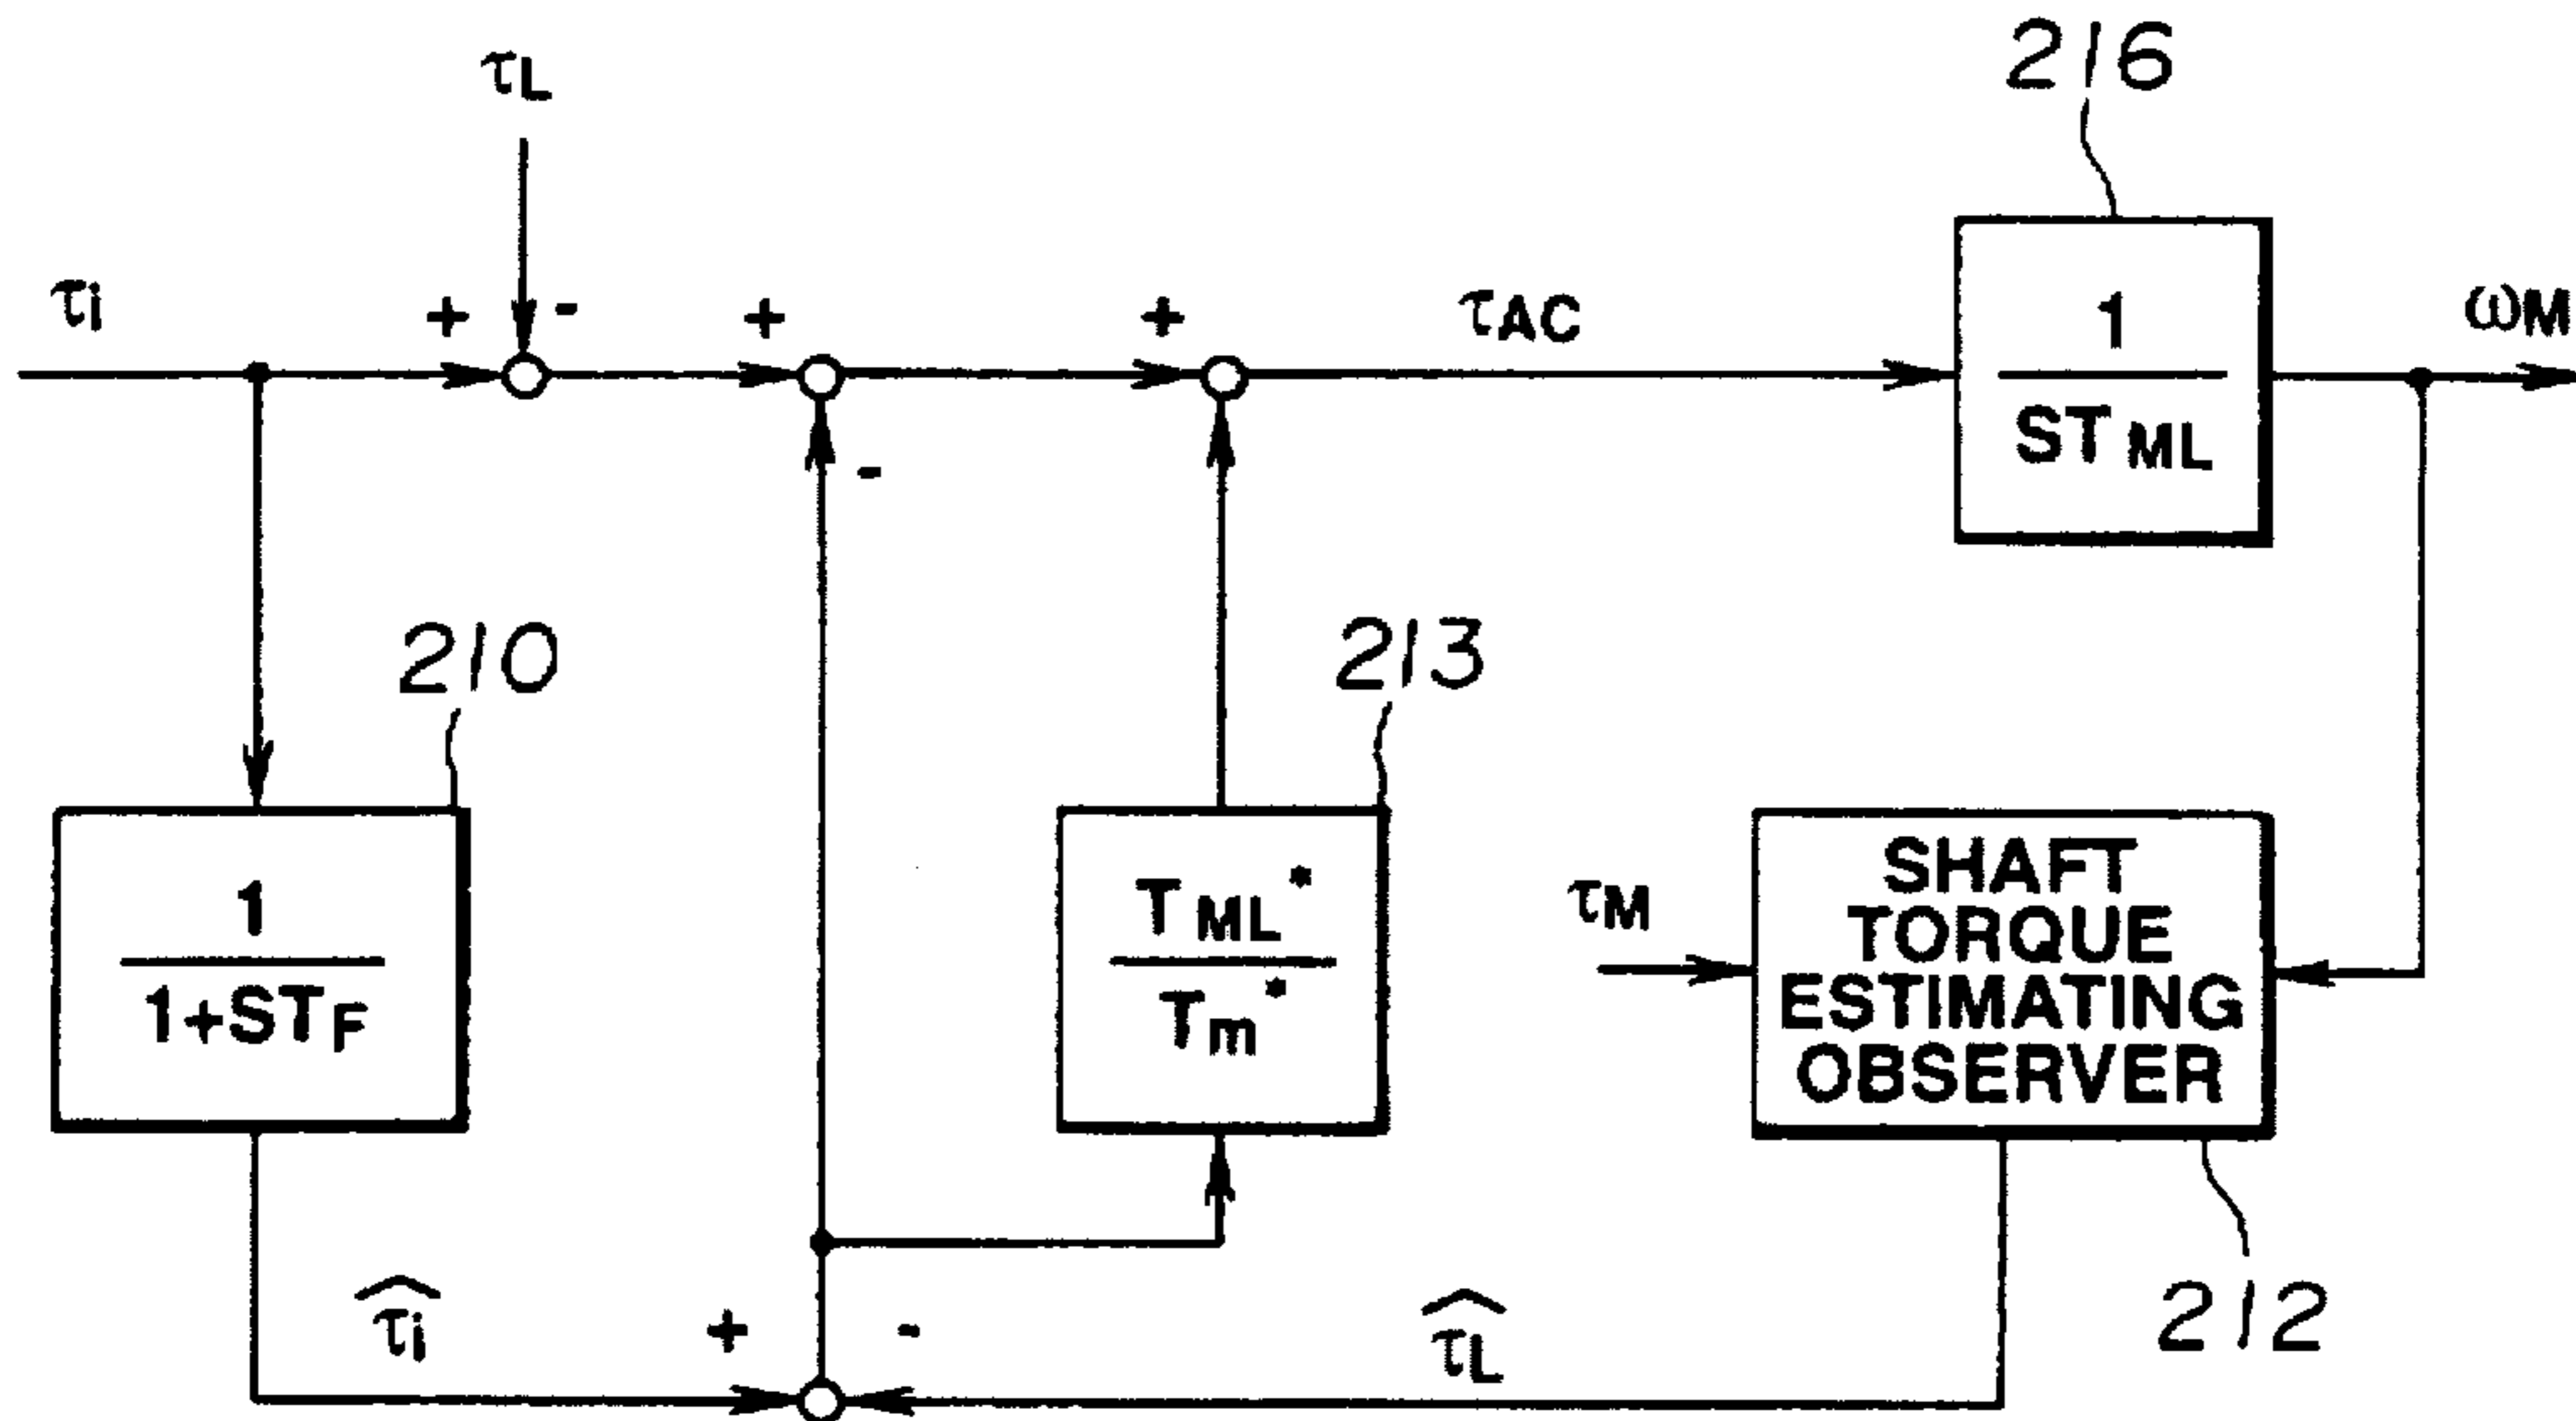 216
τL
-
τi
+
+
+
τAC
1
STML
ωM
-
210
213
1
1+STF
TML*
Tm*
τM
SHAFT
TORQUE
ESTIMATING
OBSERVER
τ̂i
+
-
τ̂L
212